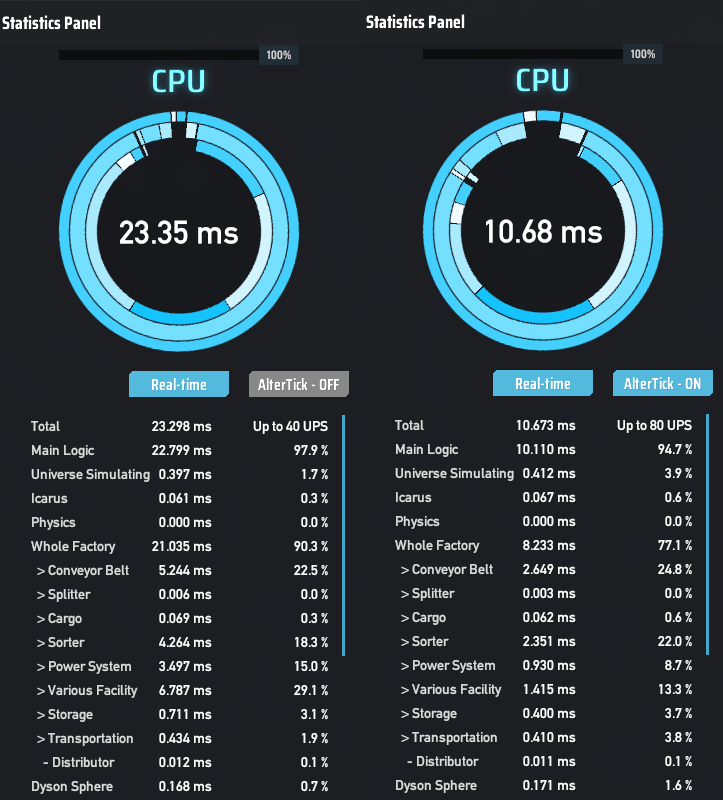 Statistics Panel
100%
CPU
23.35 ms
Real-time AlterTick - OFF
Total 23.298 ms Up to 40 UPS
Main Logic 22.799 ms 97.9 %
Universe Simulating 0.397 ms 1.7 %
Icarus 0.061 ms 0.3 %
Physics 0.000 ms 0.0 %
Whole Factory 21.035 ms 90.3 %
> Conveyor Belt 5.244 ms 22.5 %
> Splitter 0.006 ms 0.0 %
> Cargo 0.069 ms 0.3 %
> Sorter 4.264 ms 18.3 %
> Power System 3.497 ms 15.0 %
> Various Facility 6.787 ms 29.1 %
> Storage 0.711 ms 3.1 %
> Transportation 0.434 ms 1.9 %
- Distributor 0.012 ms 0.1 %
Dyson Sphere 0.168 ms 0.7 %
Statistics Panel
100%
CPU
10.68 ms
Real-time AlterTick - ON
Total 10.673 ms Up to 80 UPS
Main Logic 10.110 ms 94.7 %
Universe Simulating 0.412 ms 3.9 %
Icarus 0.067 ms 0.6 %
Physics 0.000 ms 0.0 %
Whole Factory 8.233 ms 77.1 %
> Conveyor Belt 2.649 ms 24.8 %
> Splitter 0.003 ms 0.0 %
> Cargo 0.062 ms 0.6 %
> Sorter 2.351 ms 22.0 %
> Power System 0.930 ms 8.7 %
> Various Facility 1.415 ms 13.3 %
> Storage 0.400 ms 3.7 %
> Transportation 0.410 ms 3.8 %
- Distributor 0.011 ms 0.1 %
Dyson Sphere 0.171 ms 1.6 %